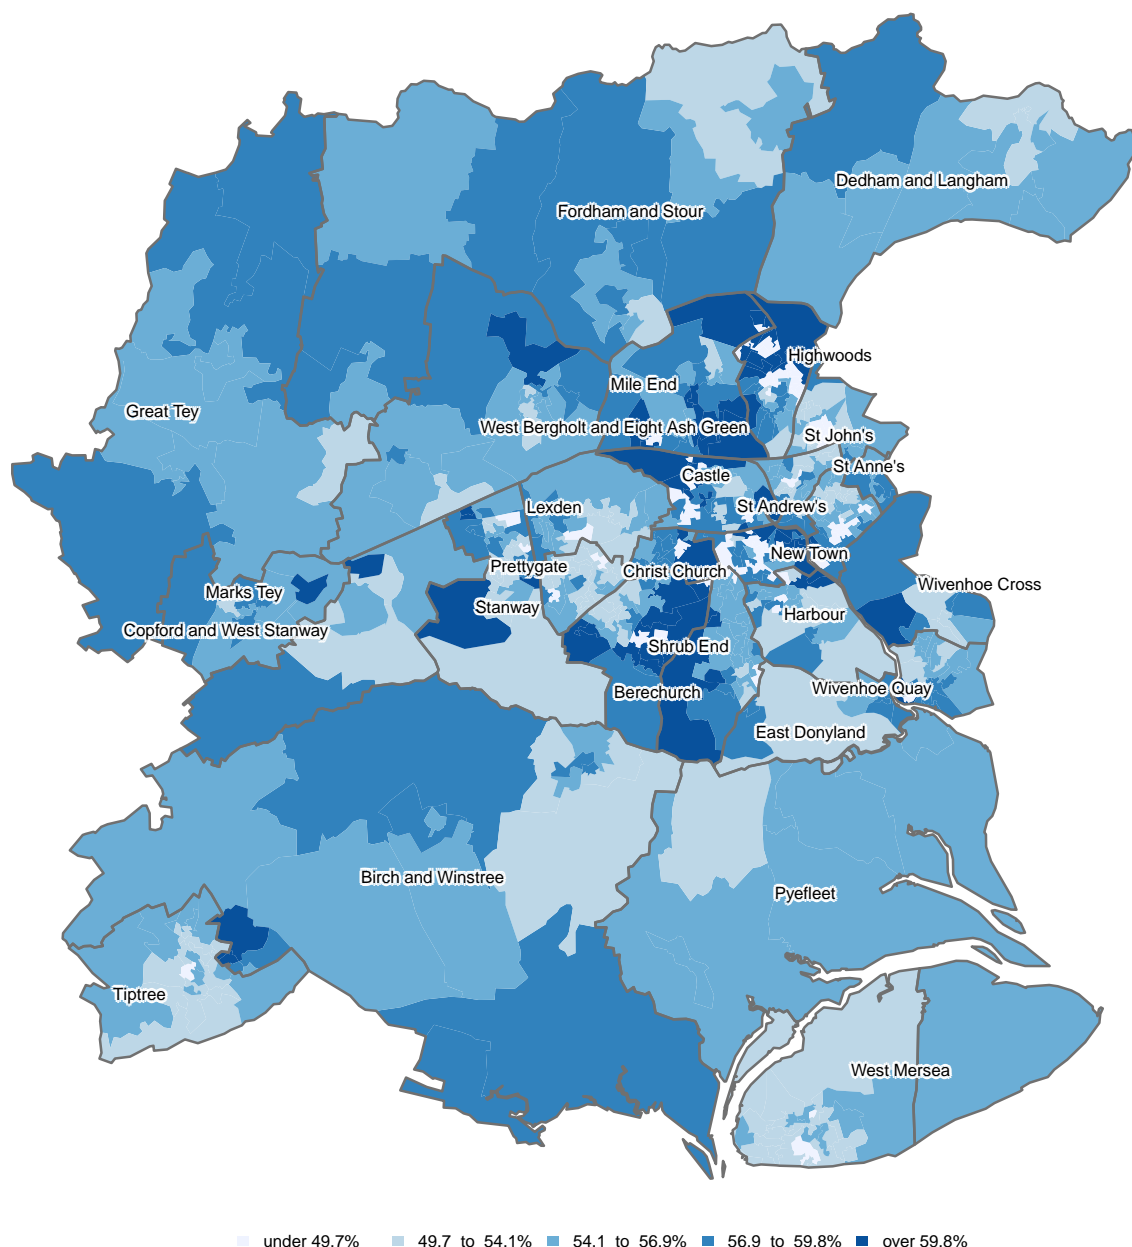 Dedham and Langham
Fordham and Stour
Highwoods
Mile End
Great Tey
West Bergholt and Eight Ash Green
St John's
St Anne's
Castle
Lexden
St Andrew's
New Town
Prettygate
Christ Church
Wivenhoe Cross
Marks Tey
Stanway
Harbour
Copford and West Stanway
Shrub End
Wivenhoe Quay
Berechurch
East Donyland
Birch and Winstree
Pyefleet
Tiptree
West Mersea
under 49.7% 49.7 to 54.1% 54.1 to 56.9% 56.9 to 59.8% over 59.8%